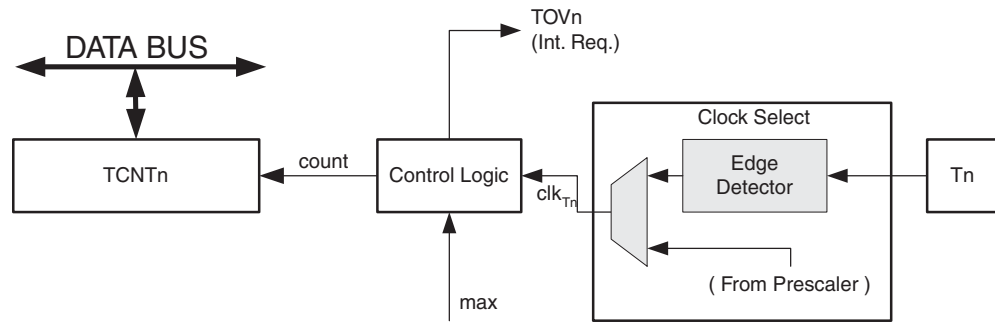 TOVn
(Int. Req.)
DATA BUS
Clock Select
TCNTn
count
Control Logic
clkTn
Edge
Detector
Tn
( From Prescaler )
max